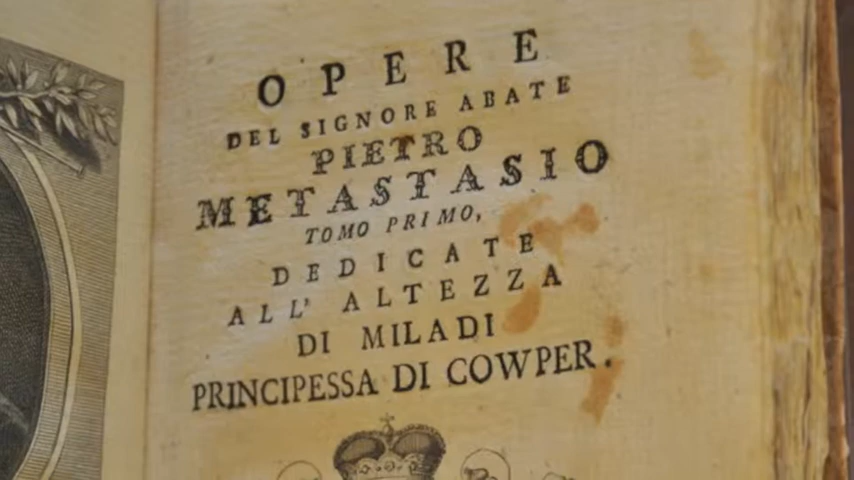 OPERE
DEL SIGNORE ABATE
PIETRO
METASTASIO
TOMO PRIMO,
DEDICATE
ALL' ALTEZZA
DI MILADI
PRINCIPESSA DI COWPER.